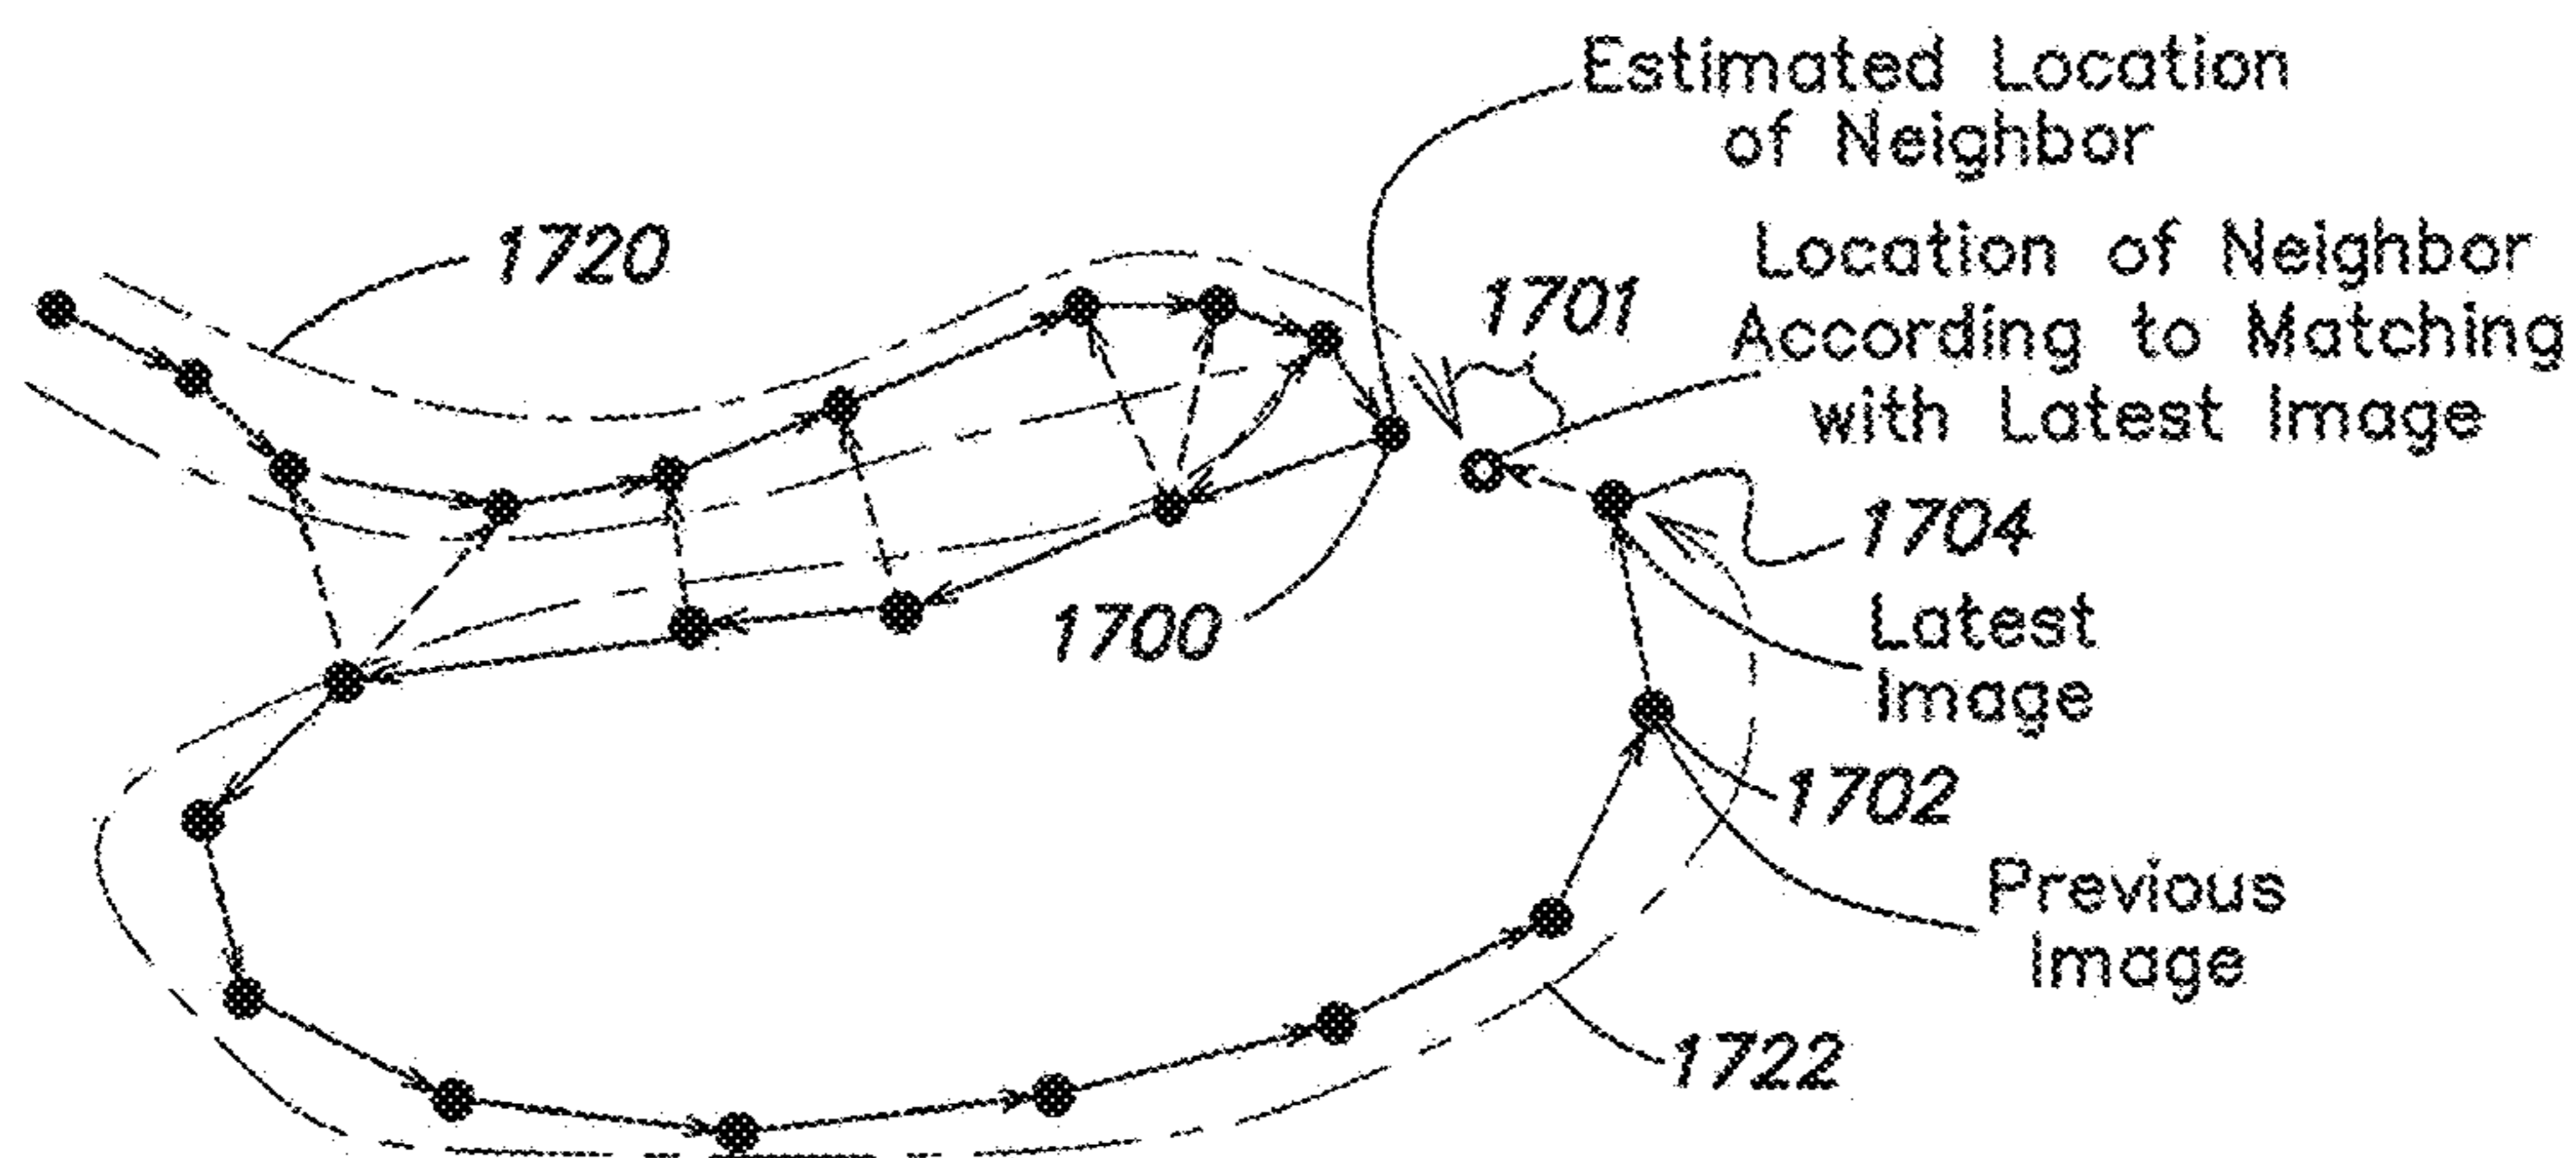 Estimated Location
of Neighbor
1720
1701
Location of Neighbor
According to Matching
with Latest Image
1704
1700
Latest
Image
1702
Previous
Image
1722